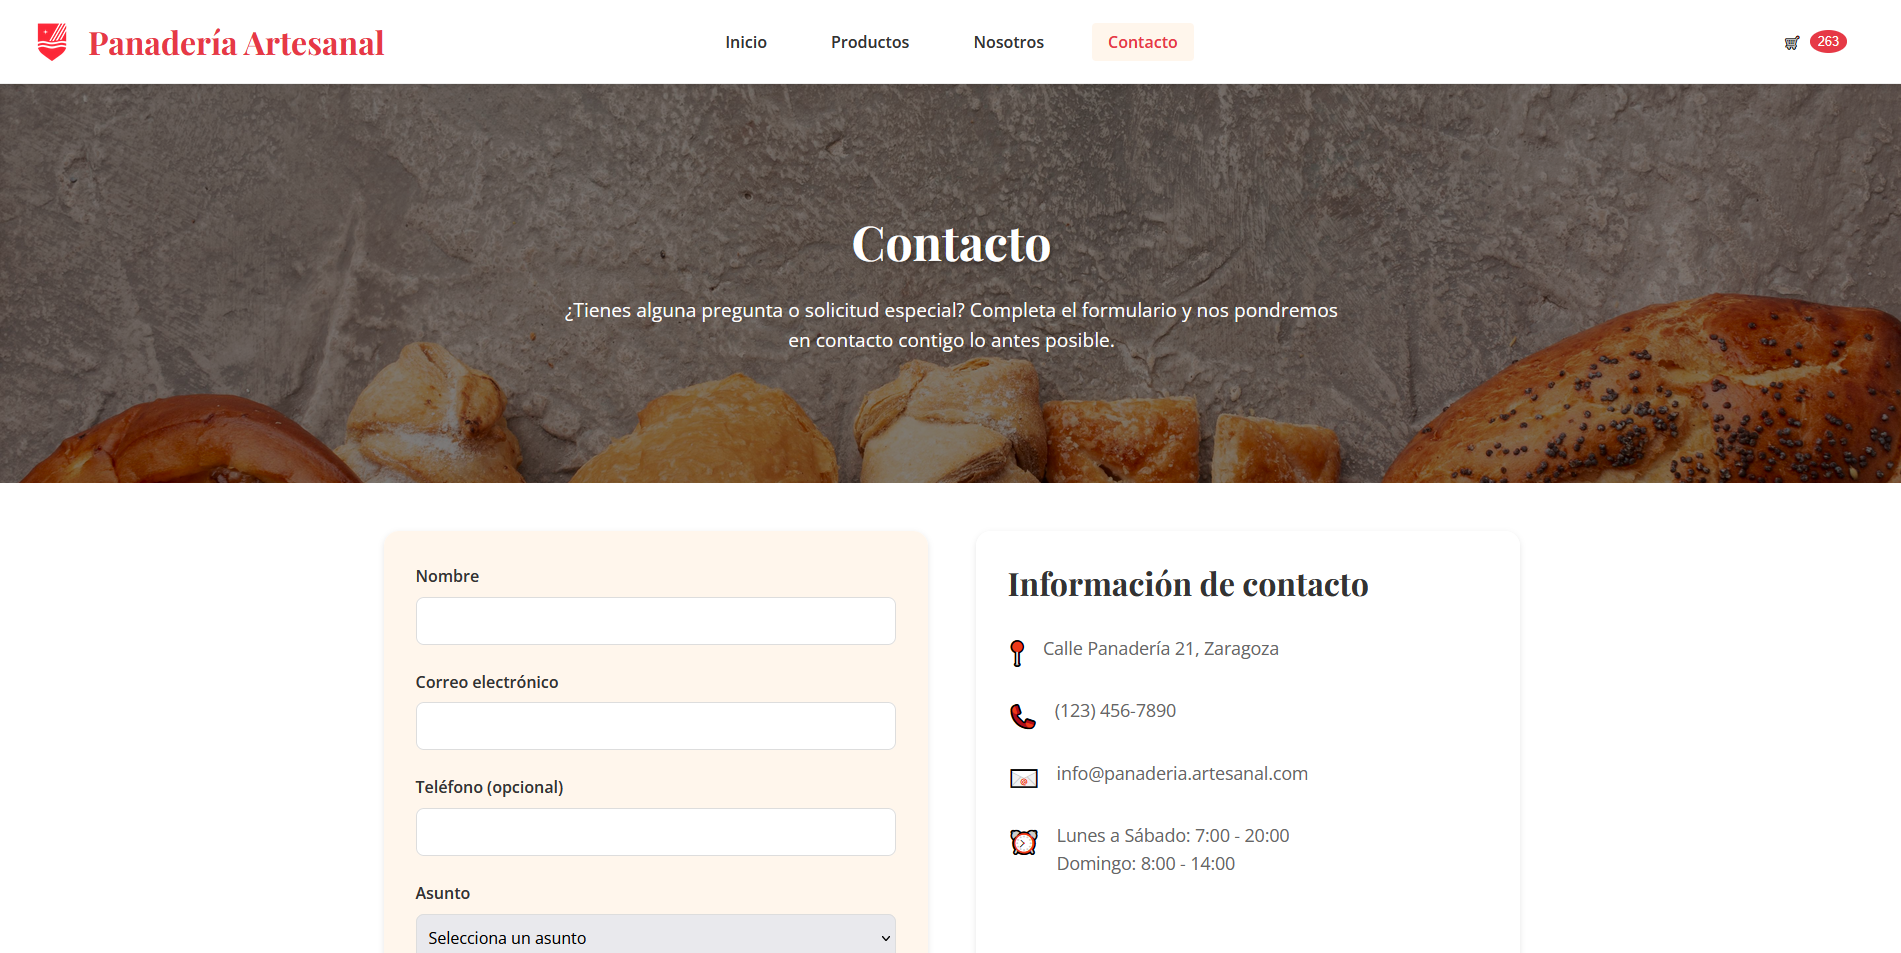 Panadería Artesanal
Inicio
Productos
Nosotros
Contacto
263
Contacto
¿Tienes alguna pregunta o solicitud especial? Completa el formulario y nos pondremos
en contacto contigo lo antes posible.
Nombre
Correo electrónico
Teléfono (opcional)
Asunto
Selecciona un asunto
Información de contacto
Calle Panadería 21, Zaragoza
(123) 456-7890
info@panaderia.artesanal.com
Lunes a Sábado: 7:00 - 20:00
Domingo: 8:00 - 14:00